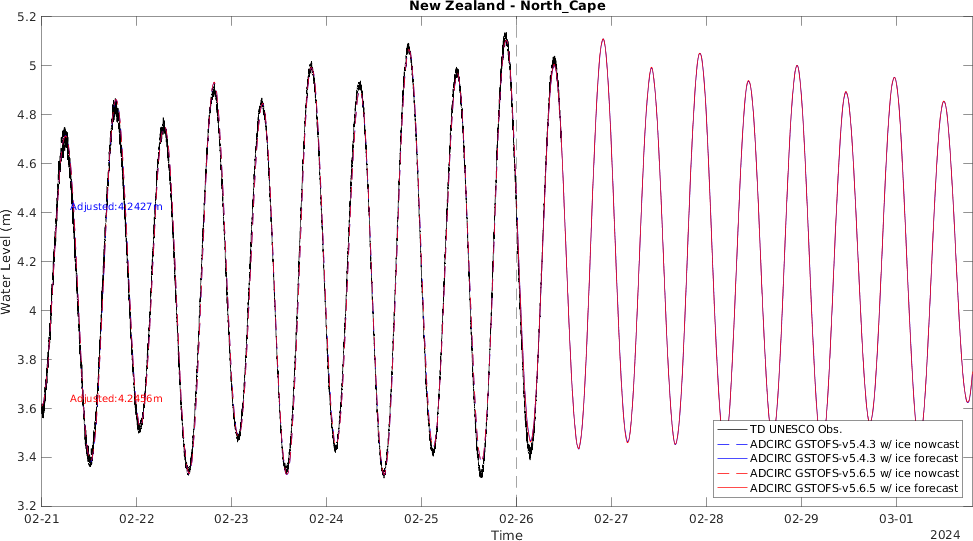 New Zealand - North_Cape
5.2
5
4.8
4.6
4.4
4.2
4
3.8
3.6
3.4
3.2
Water Level (m)
Adjusted:4.2427m
Adjusted:4.2456m
TD UNESCO Obs.
ADCIRC GSTOFS-v5.4.3 w/ ice nowcast
ADCIRC GSTOFS-v5.4.3 w/ ice forecast
ADCIRC GSTOFS-v5.6.5 w/ ice nowcast
ADCIRC GSTOFS-v5.6.5 w/ ice forecast
02-21 02-22 02-23 02-24 02-25 02-26 02-27 02-28 02-29 03-01
Time
2024